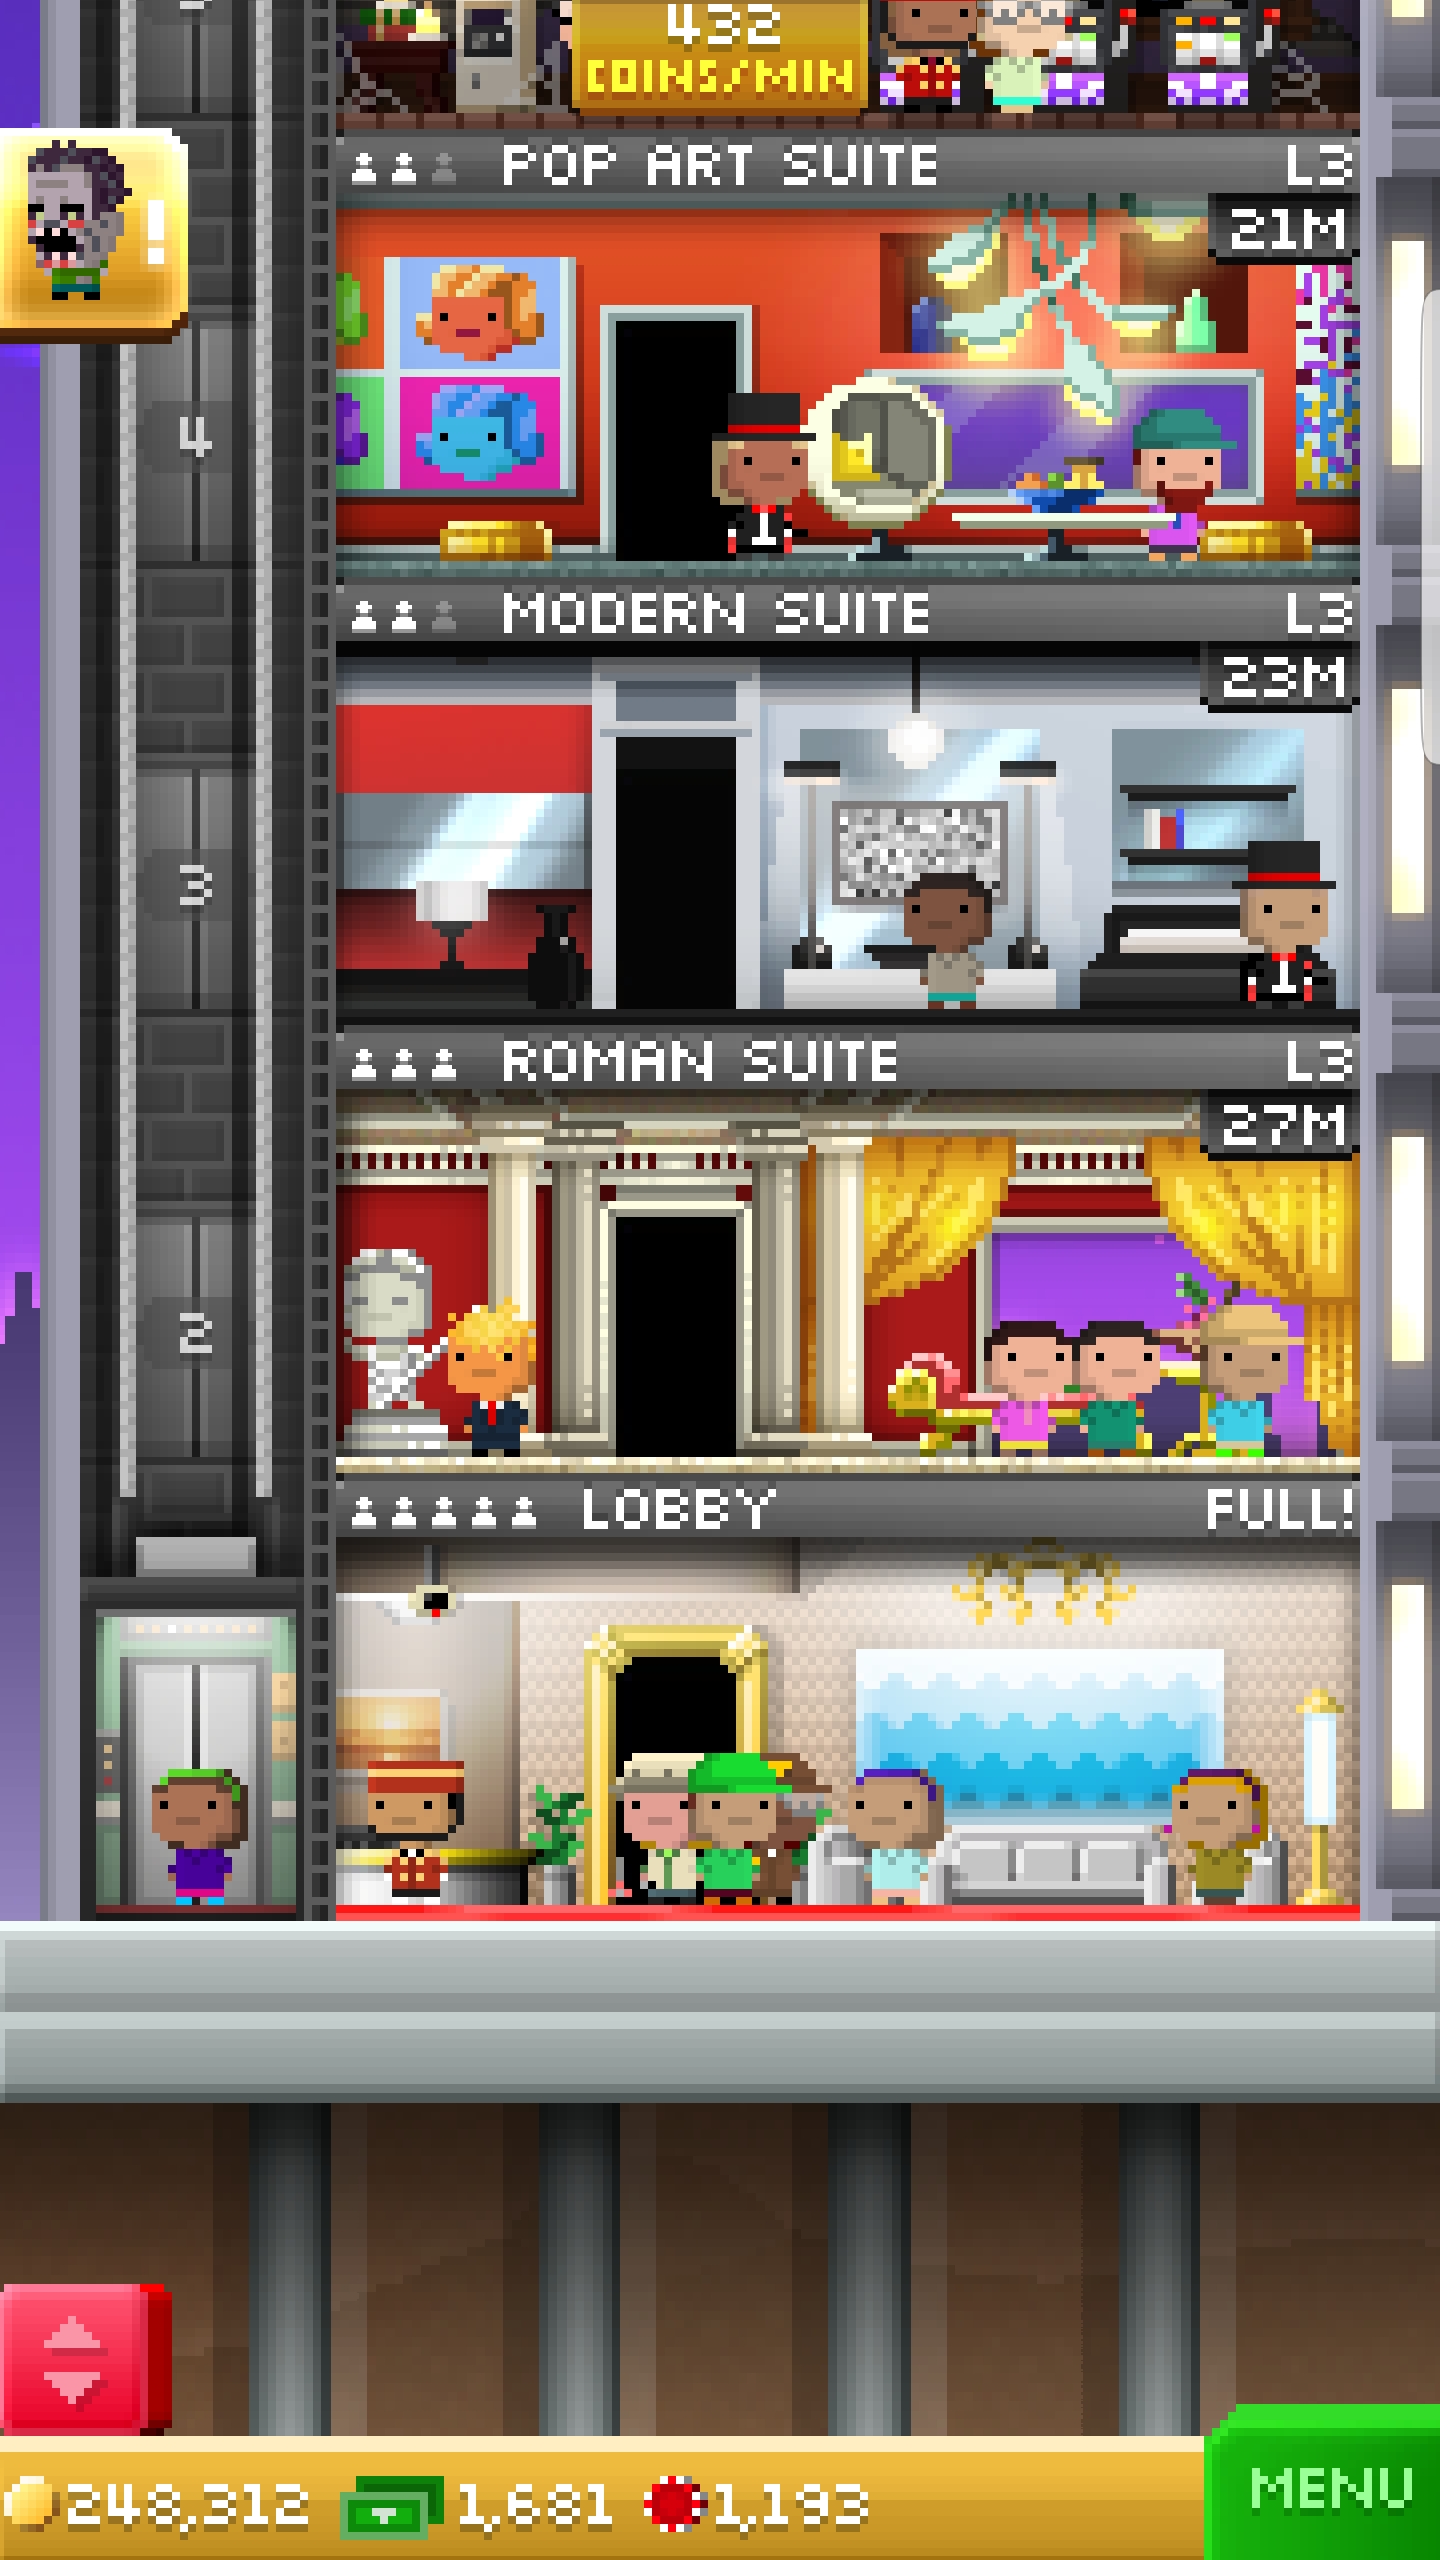 432
COINS/MIN
POP ART SUITE L3
21M
!
4
MODERN SUITE L3
23M
3
ROMAN SUITE L3
27M
2
LOBBY FULL!
248,312 1,681 1,193 MENU